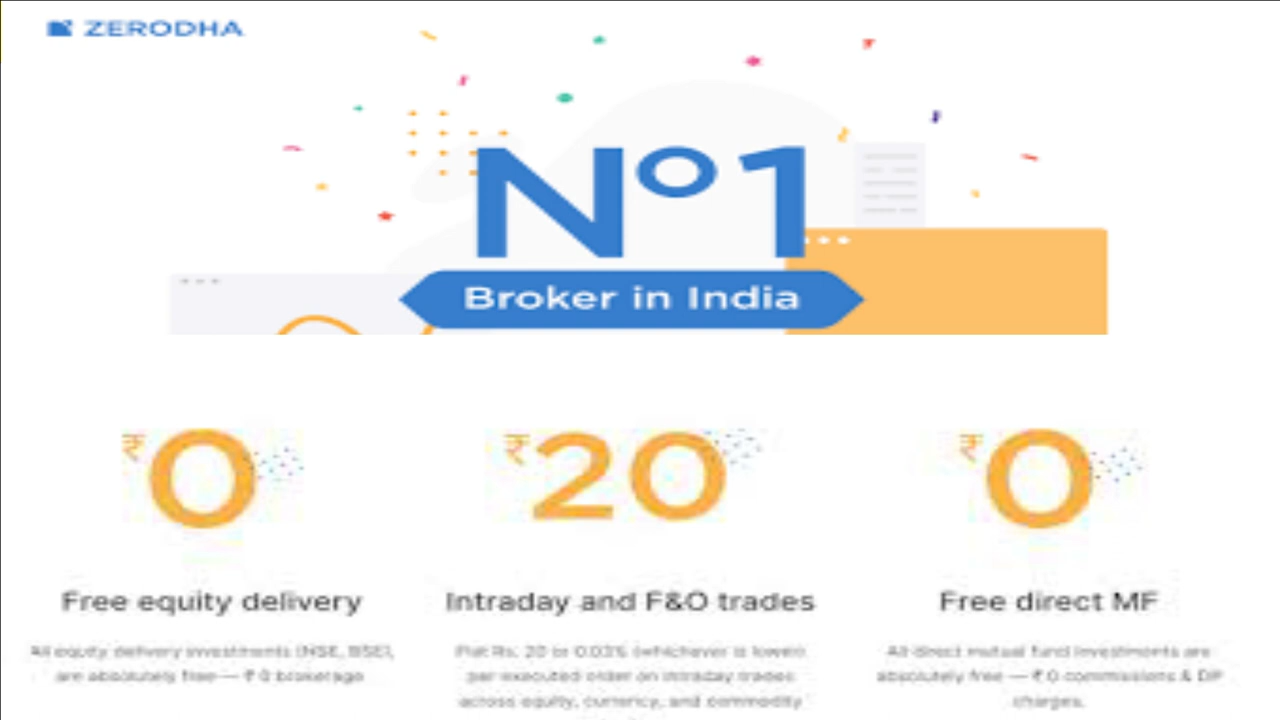 ZERODHA
Nº1
Broker in India
₹0
₹20
₹0
Free equity delivery
Intraday and F&O trades
Free direct MF
All equity delivery investments (NSE, BSE),
are absolutely free — ₹ 0 brokerage.
Flat Rs. 20 or 0.03% (whichever is lower)
per executed order on intraday trades
across equity, currency, and commodity
All direct mutual fund investments are
absolutely free — ₹ 0 commissions & DP
charges.